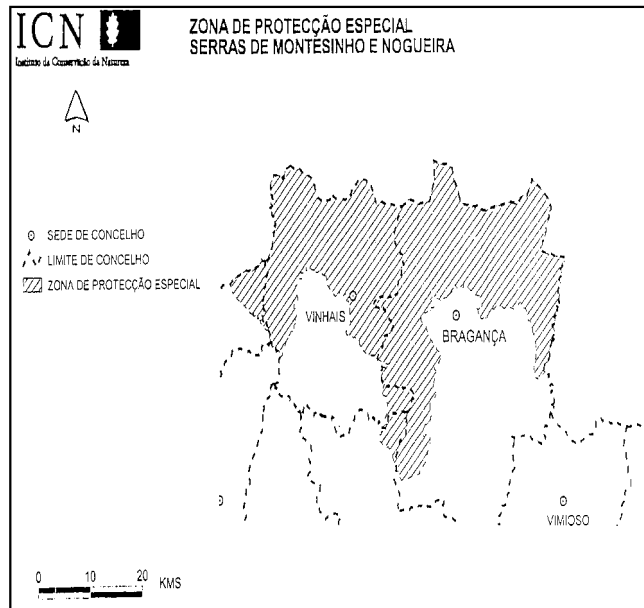 ICN
Instituto da Conservação da Natureza
ZONA DE PROTECÇÃO ESPECIAL
SERRAS DE MONTESINHO E NOGUEIRA
N
SEDE DE CONCELHO
LIMITE DE CONCELHO
ZONA DE PROTECÇÃO ESPECIAL
VINHAIS
BRAGANÇA
VIMIOSO
0 10 20 KMS